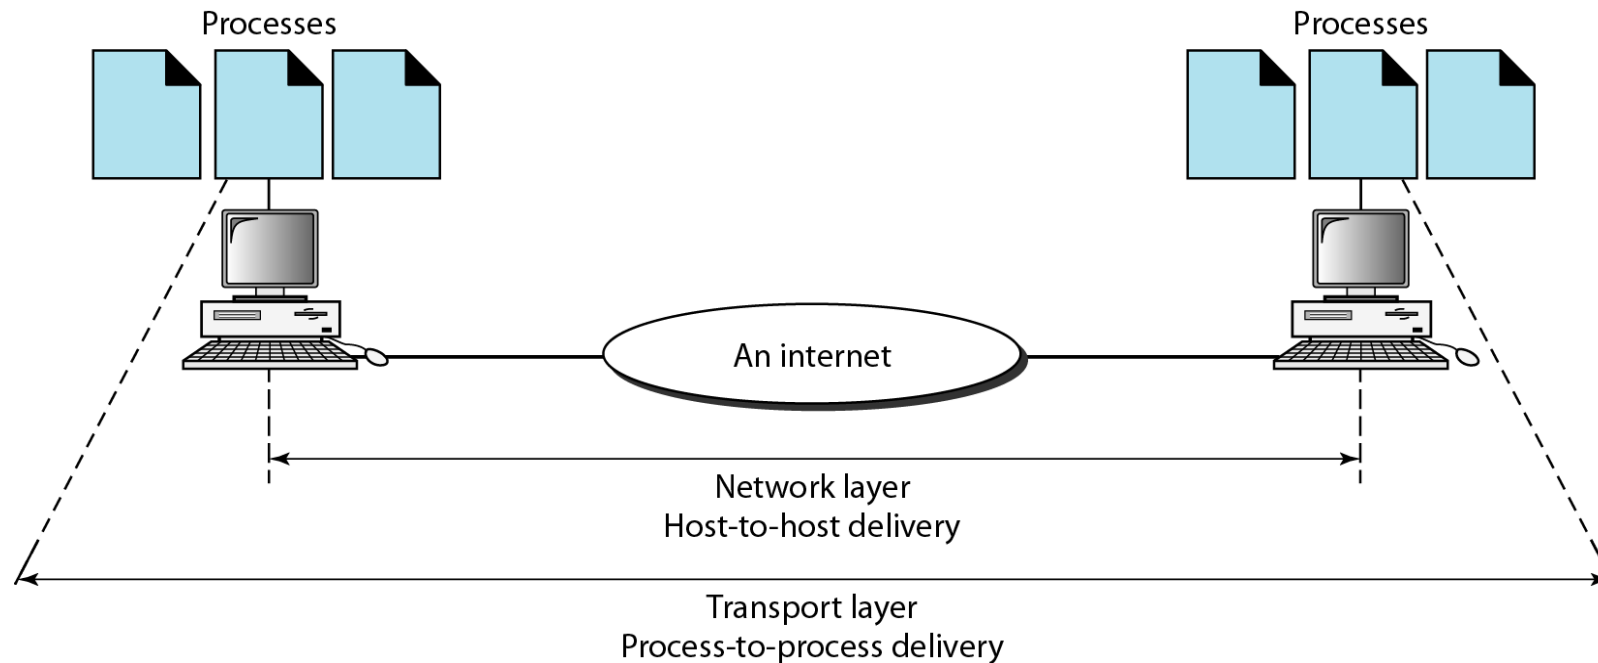 Processes
Processes
An internet
Network layer
Host-to-host delivery
Transport layer
Process-to-process delivery